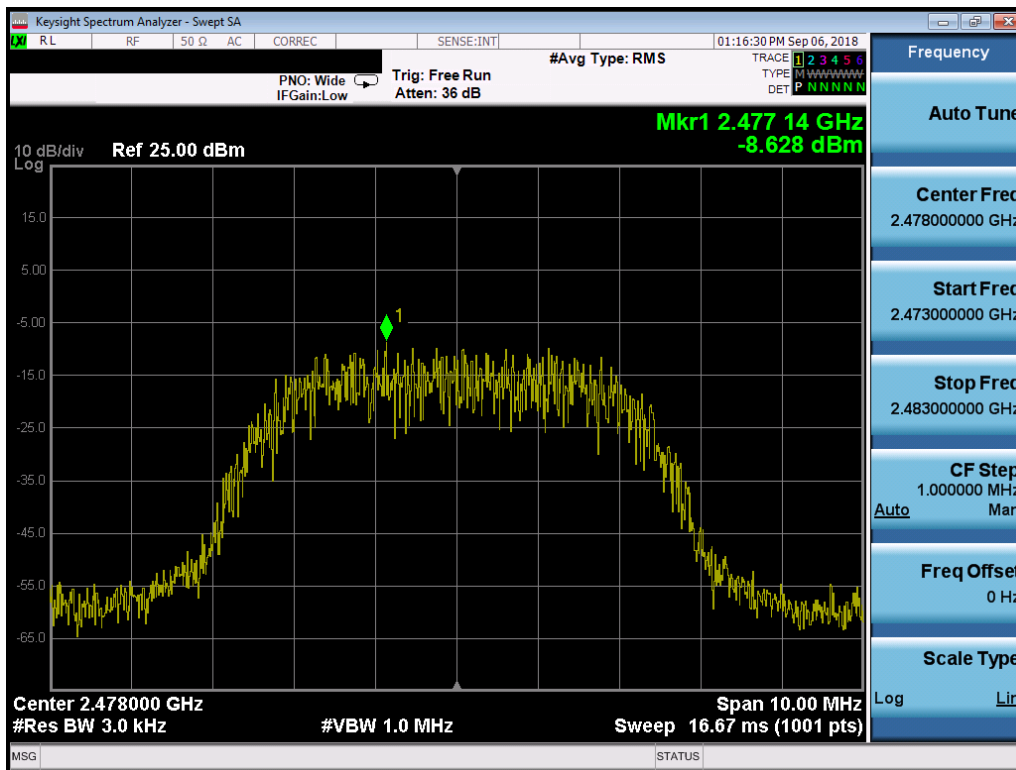 Keysight Spectrum Analyzer - Swept SA
LXI RL RF 50 Ω AC CORREC SENSE:INT 01:16:30 PM Sep 06, 2018
#Avg Type: RMS TRACE 1 2 3 4 5 6
PNO: Wide Trig: Free Run TYPE M WWWWW
IFGain:Low Atten: 36 dB DET P N N N N N
Mkr1 2.477 14 GHz
-8.628 dBm
10 dB/div Ref 25.00 dBm
Log
15.0
5.00
1
-5.00
-15.0
-25.0
-35.0
-45.0
-55.0
-65.0
Center 2.478000 GHz Span 10.00 MHz
#Res BW 3.0 kHz #VBW 1.0 MHz Sweep 16.67 ms (1001 pts)
MSG STATUS
Frequency
Auto Tune
Center Freq
2.478000000 GHz
Start Freq
2.473000000 GHz
Stop Freq
2.483000000 GHz
CF Step
1.000000 MHz
Auto Man
Freq Offset
0 Hz
Scale Type
Log Lin